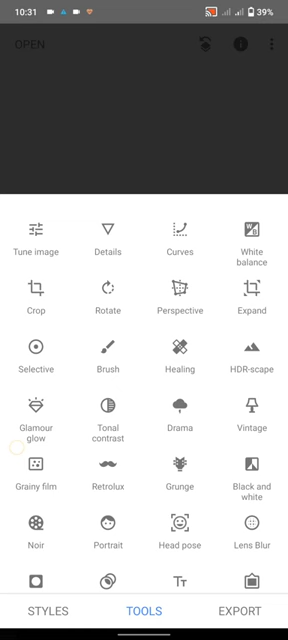 10:31
39%
OPEN
Tune image
Details
Curves
White
balance
Crop
Rotate
Perspective
Expand
Selective
Brush
Healing
HDR-scape
Glamour
glow
Tonal
contrast
Drama
Vintage
Grainy film
Retrolux
Grunge
Black and
white
Noir
Portrait
Head pose
Lens Blur
STYLES
TOOLS
EXPORT